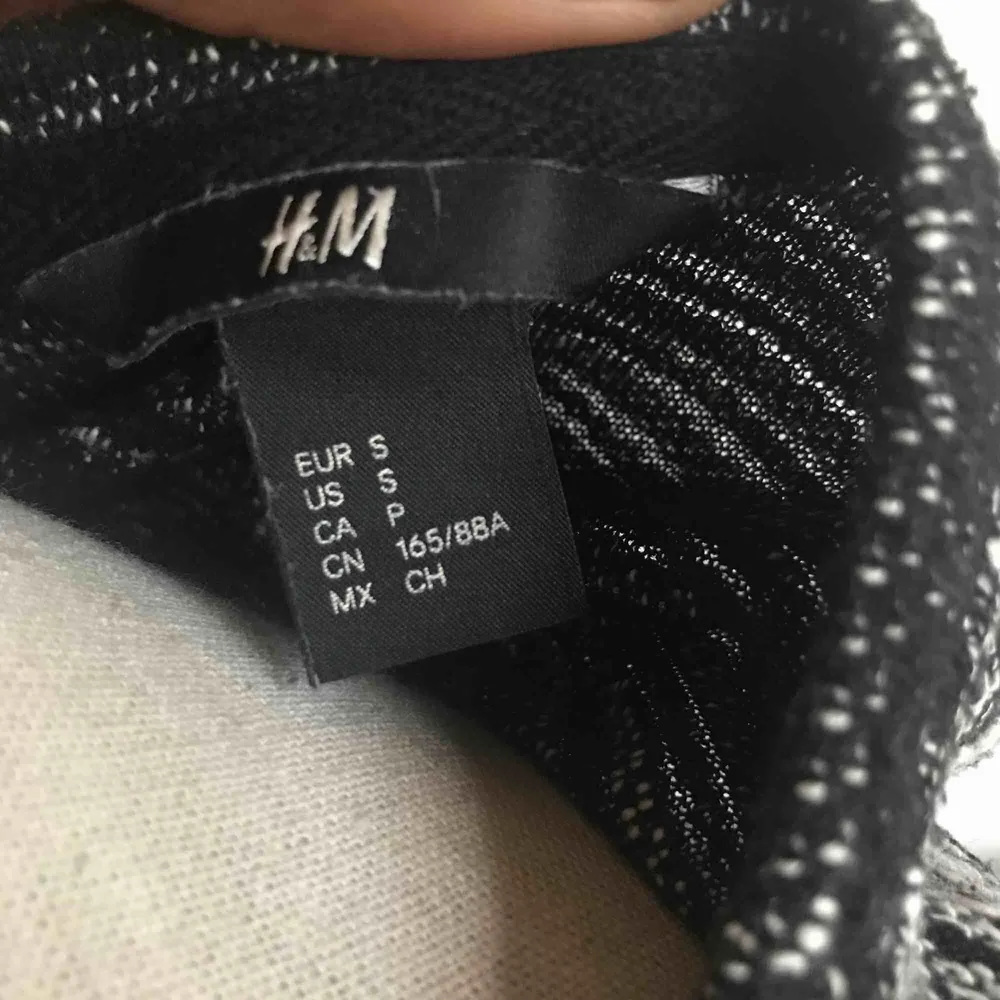 H&M
EUR S
US S
CA P
CN 165/88A
MX CH